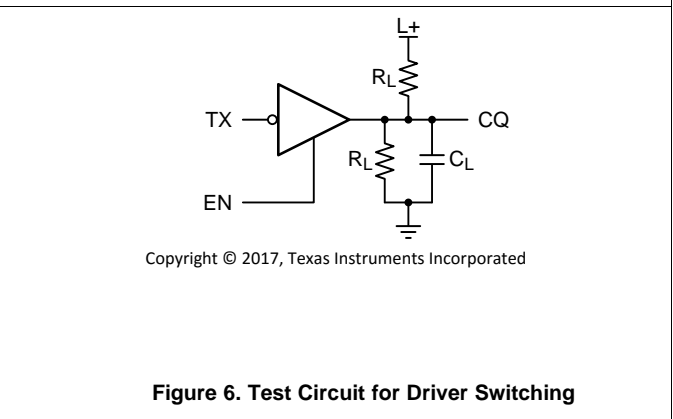 L+
RL
TX
CQ
RL
CL
EN
Copyright © 2017, Texas Instruments Incorporated
Figure 6. Test Circuit for Driver Switching